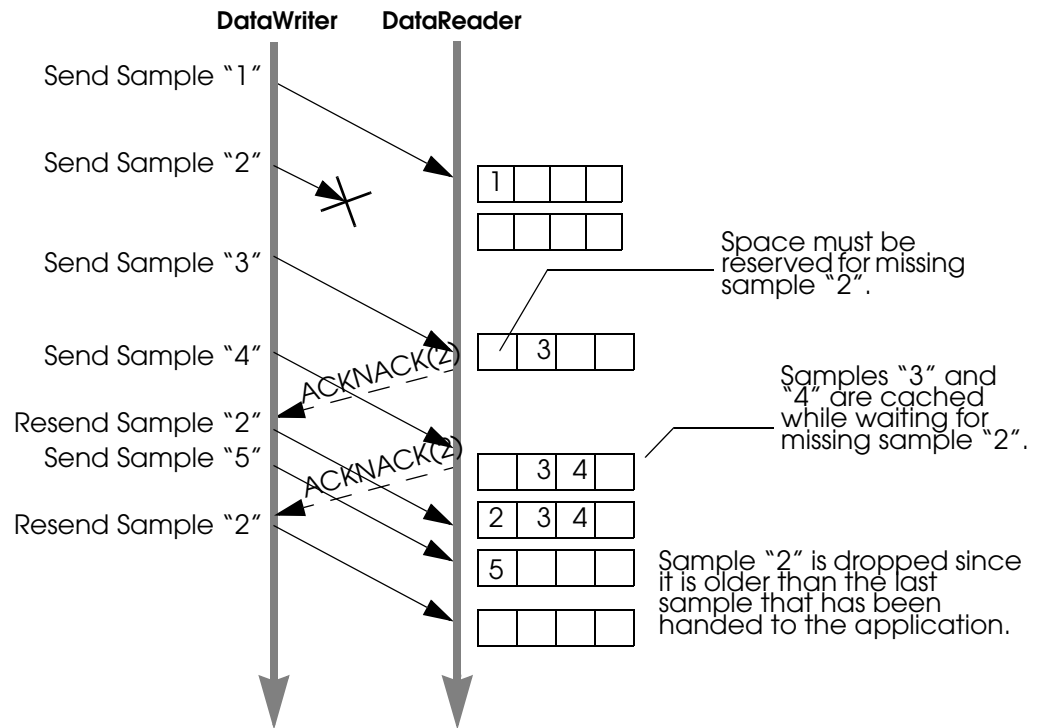 DataWriter DataReader
Send Sample “1”
Send Sample “2”
1
Send Sample “3”
Space must be
reserved for missing
sample “2”.
3
Send Sample “4”
ACKNACK(2)
Samples “3” and
“4” are cached
while waiting for
missing sample “2”.
Resend Sample “2”
Send Sample “5”
ACKNACK(2)
3 4
Resend Sample “2”
2 3 4
5
Sample “2” is dropped since
it is older than the last
sample that has been
handed to the application.